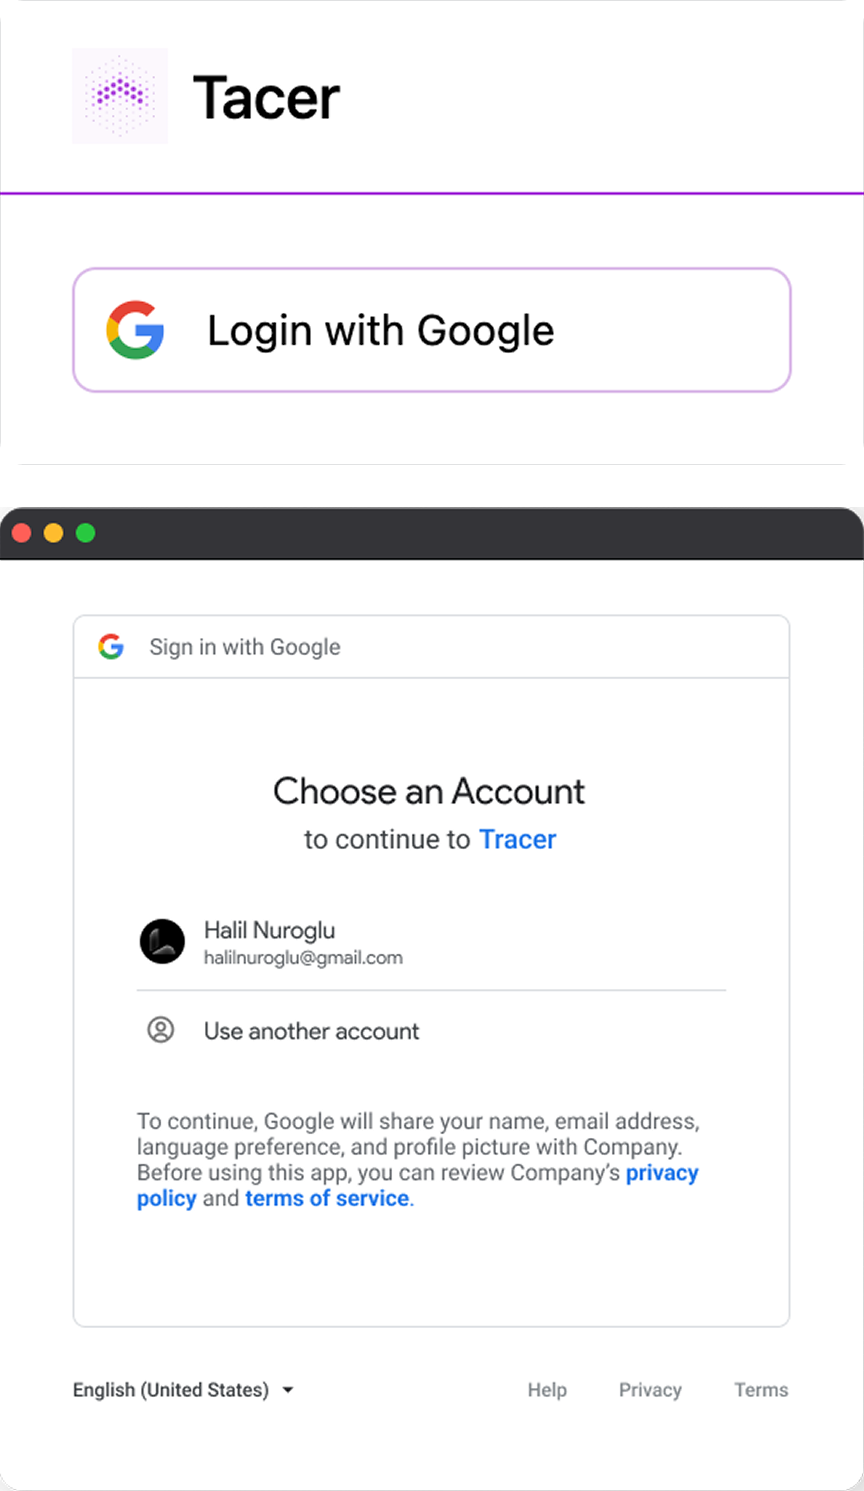 Tacer
Login with Google
Sign in with Google
Choose an Account
to continue to Tracer
Halil Nuroglu
halilnuroglu@gmail.com
Use another account
To continue, Google will share your name, email address,
language preference, and profile picture with Company.
Before using this app, you can review Company’s privacy
policy and terms of service.
English (United States)
Help Privacy Terms